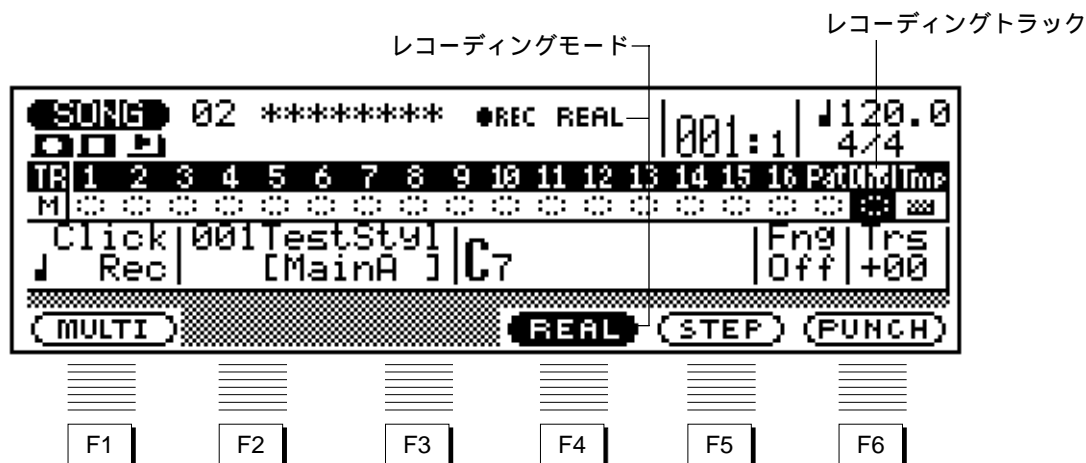 レコーディングトラック
レコーディングモード
SONG 02 ******** ●REC REAL 001:1 ♩120.0
4/4
TR 1 2 3 4 5 6 7 8 9 10 11 12 13 14 15 16 Pat Tmp
M
Click 001TestStyl C7 Fng Trs
♩ Rec [MainA ] Off +00
MULTI REAL STEP PUNCH
F1 F2 F3 F4 F5 F6